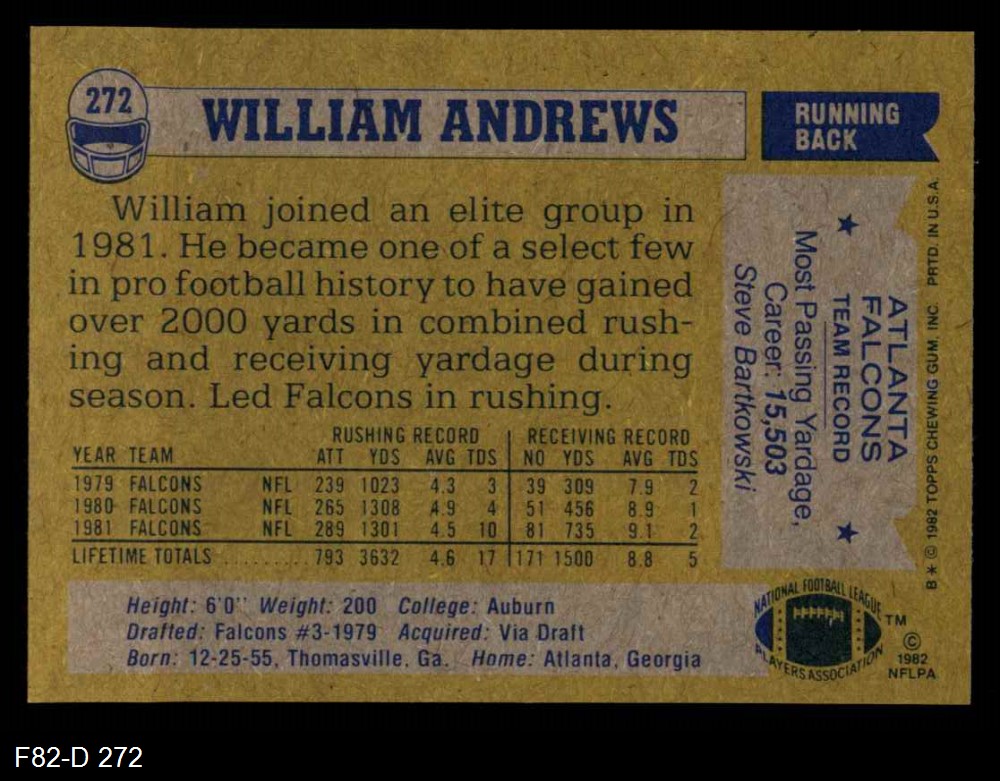 272
WILLIAM ANDREWS
RUNNING
BACK
William joined an elite group in
1981. He became one of a select few
in pro football history to have gained
over 2000 yards in combined rush-
ing and receiving yardage during
season. Led Falcons in rushing.
RUSHING RECORD RECEIVING RECORD
YEAR TEAM ATT YDS AVG TDS NO YDS AVG TDS
1979 FALCONS NFL 239 1023 4.3 3 39 309 7.9 2
1980 FALCONS NFL 265 1308 4.9 4 51 456 8.9 1
1981 FALCONS NFL 289 1301 4.5 10 81 735 9.1 2
LIFETIME TOTALS ......... 793 3632 4.6 17 171 1500 8.8 5
Height: 6'0" Weight: 200 College: Auburn
Drafted: Falcons #3-1979 Acquired: Via Draft
Born: 12-25-55, Thomasville, Ga. Home: Atlanta, Georgia
ATLANTA
FALCONS
★ TEAM RECORD ★
Most Passing Yardage,
Career: 15,503
Steve Bartkowski
B* © 1982 TOPPS CHEWING GUM, INC. PRTD. IN U.S.A.
NATIONAL FOOTBALL LEAGUE
PLAYERS ASSOCIATION
TM
©
1982
NFLPA
F82-D 272